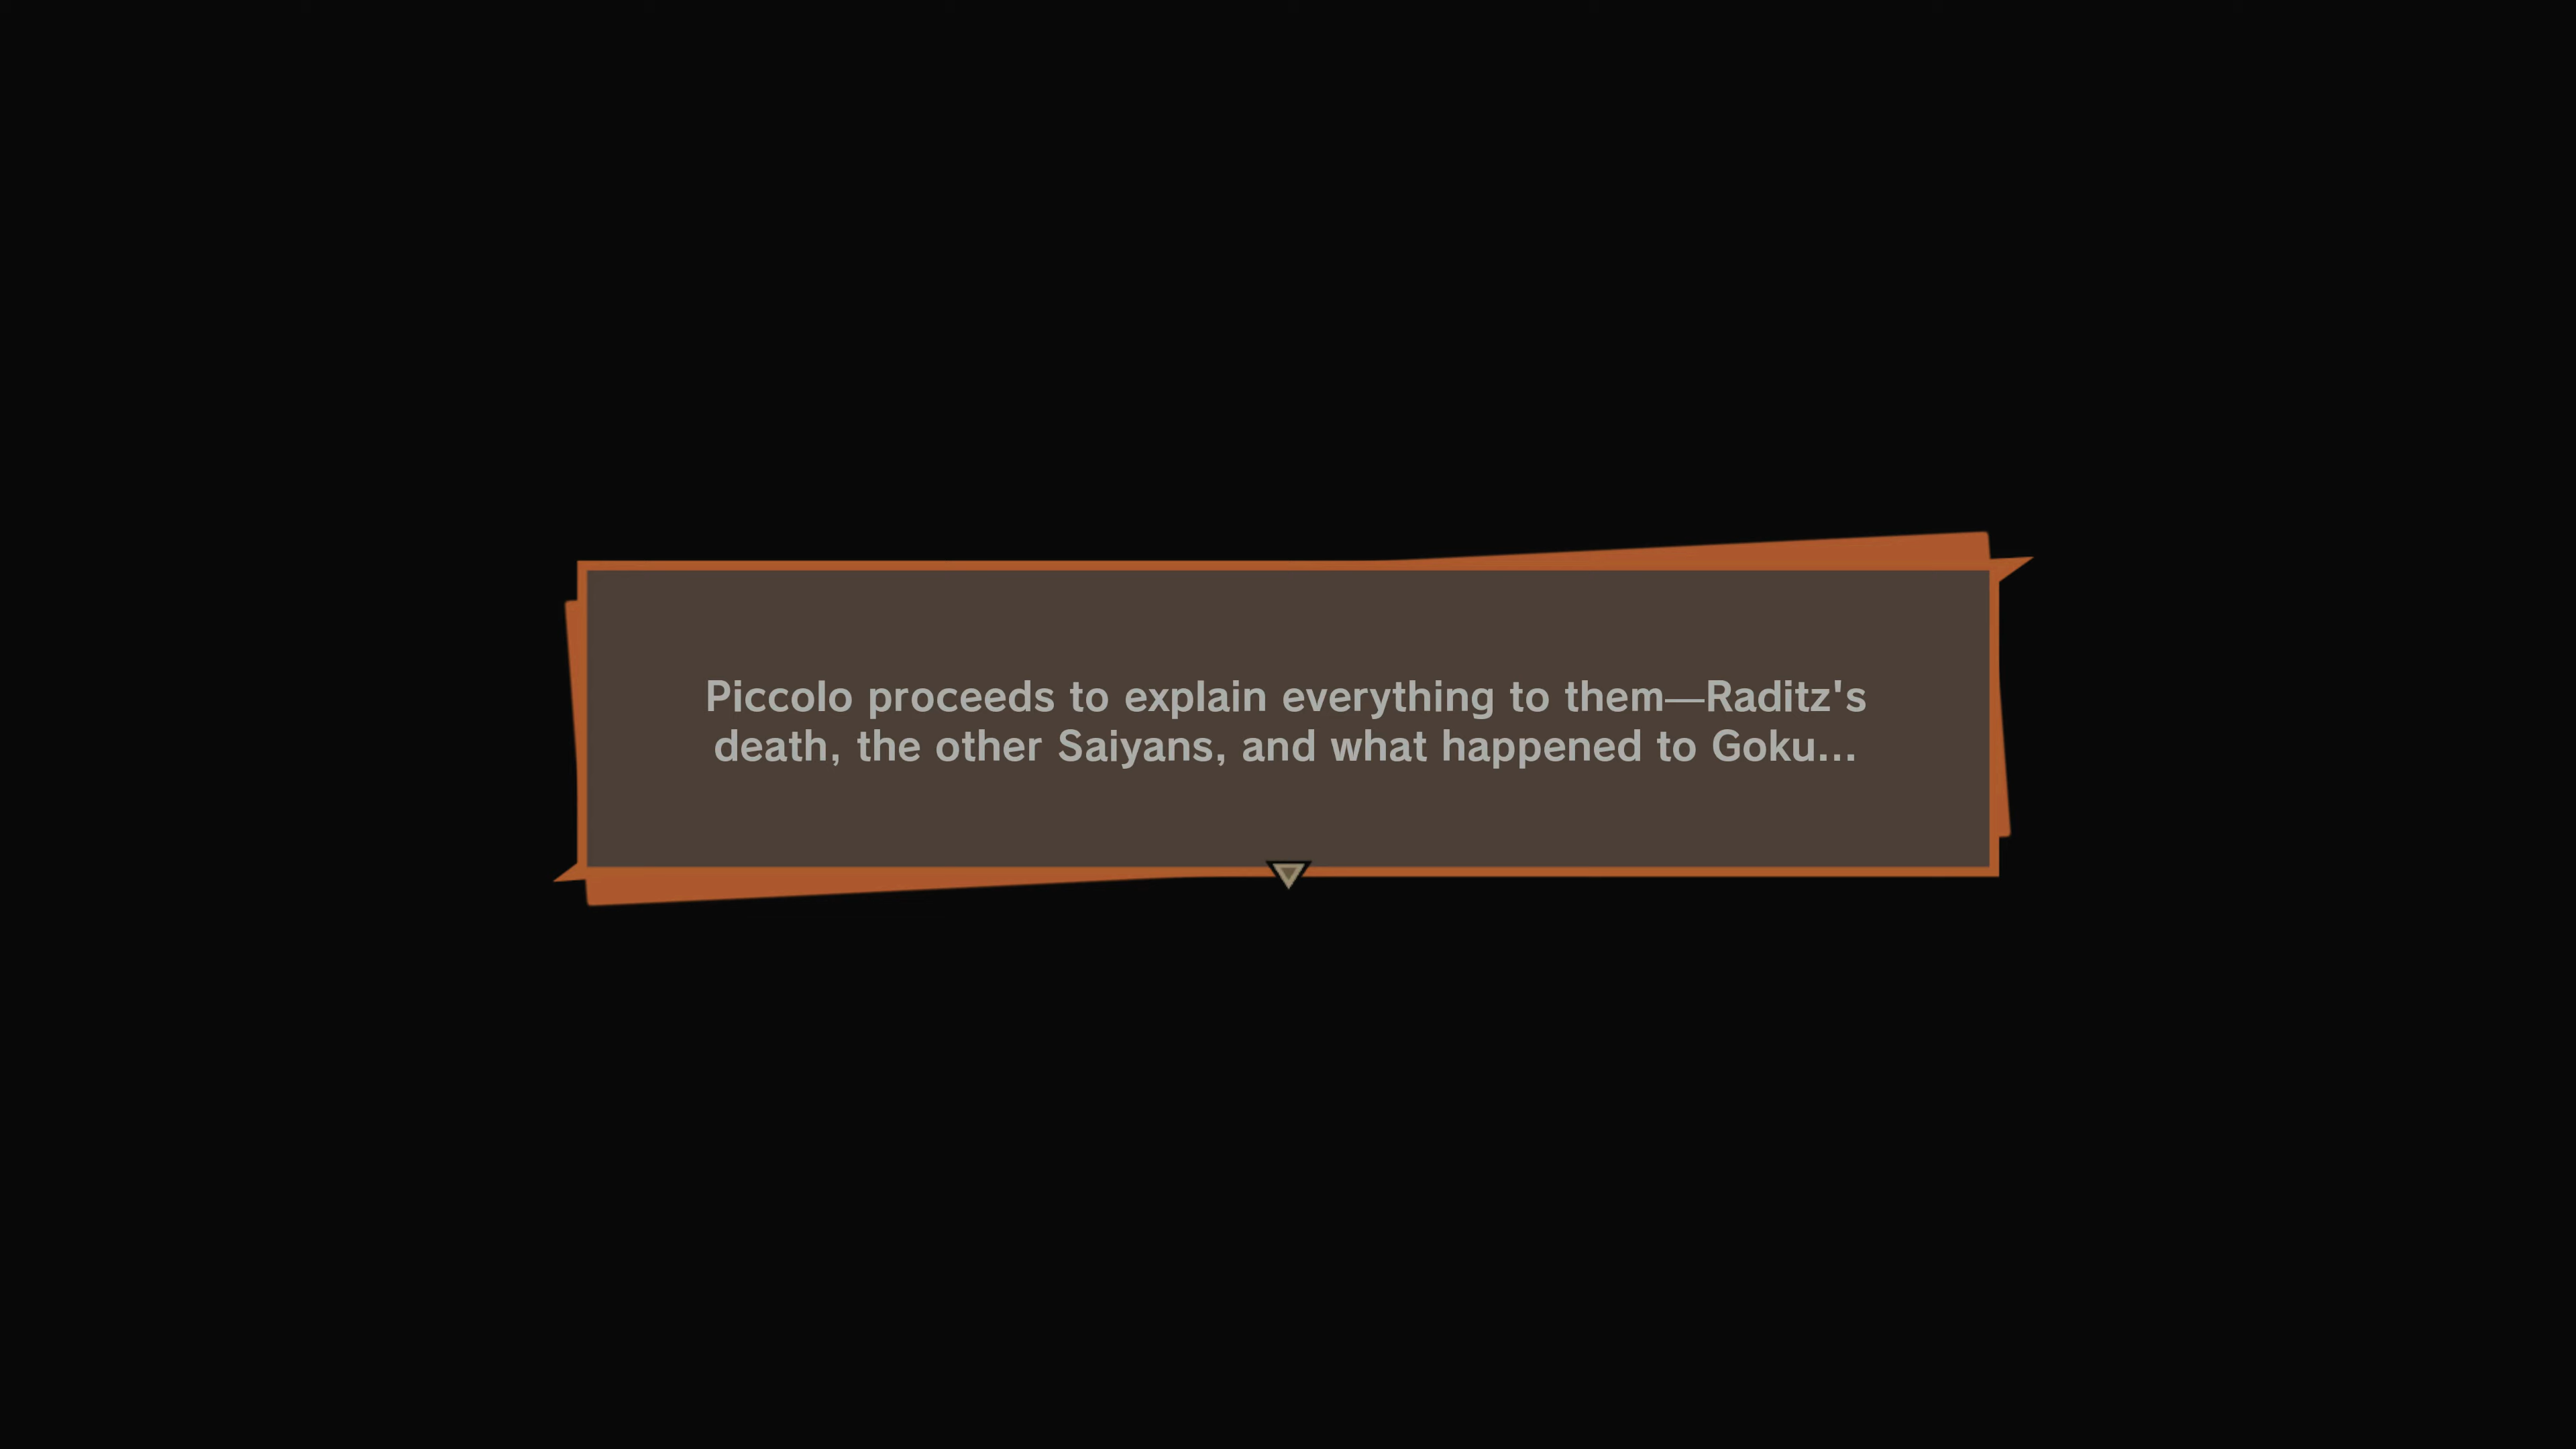 Piccolo proceeds to explain everything to them—Raditz's
death, the other Saiyans, and what happened to Goku...